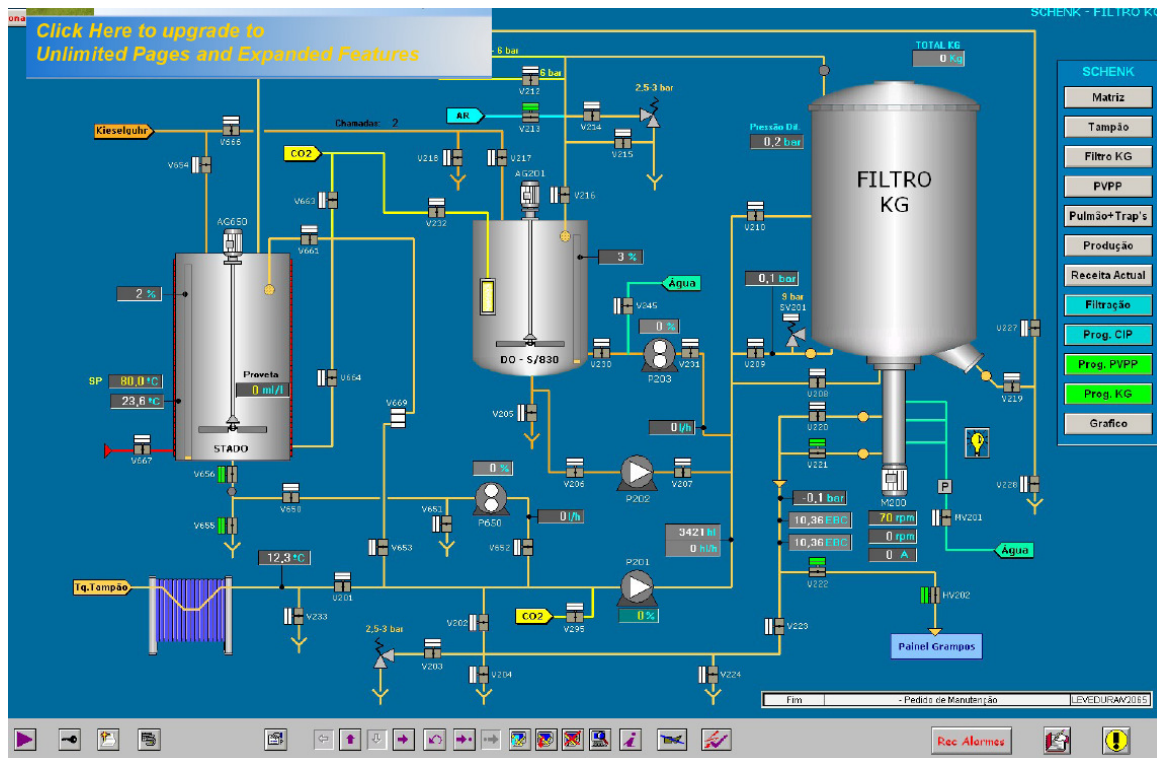 SCHENK - FILTRO KG
ona
Click Here to upgrade to
Unlimited Pages and Expanded Features
- 6 bar
6 bar
V212
TOTAL KG
0 Kg
SCHENK
Matriz
Tampão
Filtro KG
PVPP
Pulmão+Trap's
Produção
Receita Actual
Filtração
Prog. CIP
Prog. PVPP
Prog. KG
Grafico
2,5-3 bar
AR
V213
V214
V215
Kieselguhr
V666
Chamadas: 2
Pressão Dif.
0,2 bar
CO2
V654
V218
V217
AG201
V216
FILTRO
KG
V663
V232
V210
AG650
V661
3 %
0,1 bar
Água
2 %
V245
9 bar
SV201
0 %
V227
DO - S/830
V230
P203
V231
V209
Proveta
0 ml/l
V664
SP 80,0 °C
23,6 °C
V669
V208
V219
V205
V220
0 l/h
STADO
V667
V221
V656
0 %
V206
P202
V207
V228
M200
P
-0,1 bar
V650
V651
P650
0 l/h
10,36 EBC
70 rpm
MV201
V655
3421 hl
0 hl/h
10,36 EBC
0 rpm
0 A
Água
V653
V652
12,3 °C
P201
V222
Tq.Tampão
V201
CO2
V295
0 %
HV202
V233
V202
V223
2,5-3 bar
Painel Grampos
V203
V204
V224
Fim
- Pedido de Manutenção
Rec Alarmes